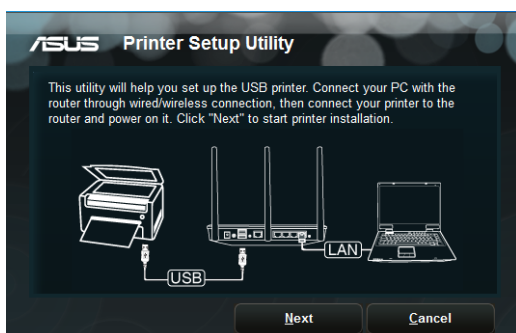 ASUS Printer Setup Utility
This utility will help you set up the USB printer. Connect your PC with the
router through wired/wireless connection, then connect your printer to the
router and power on it. Click "Next" to start printer installation.
LAN
USB
Next Cancel